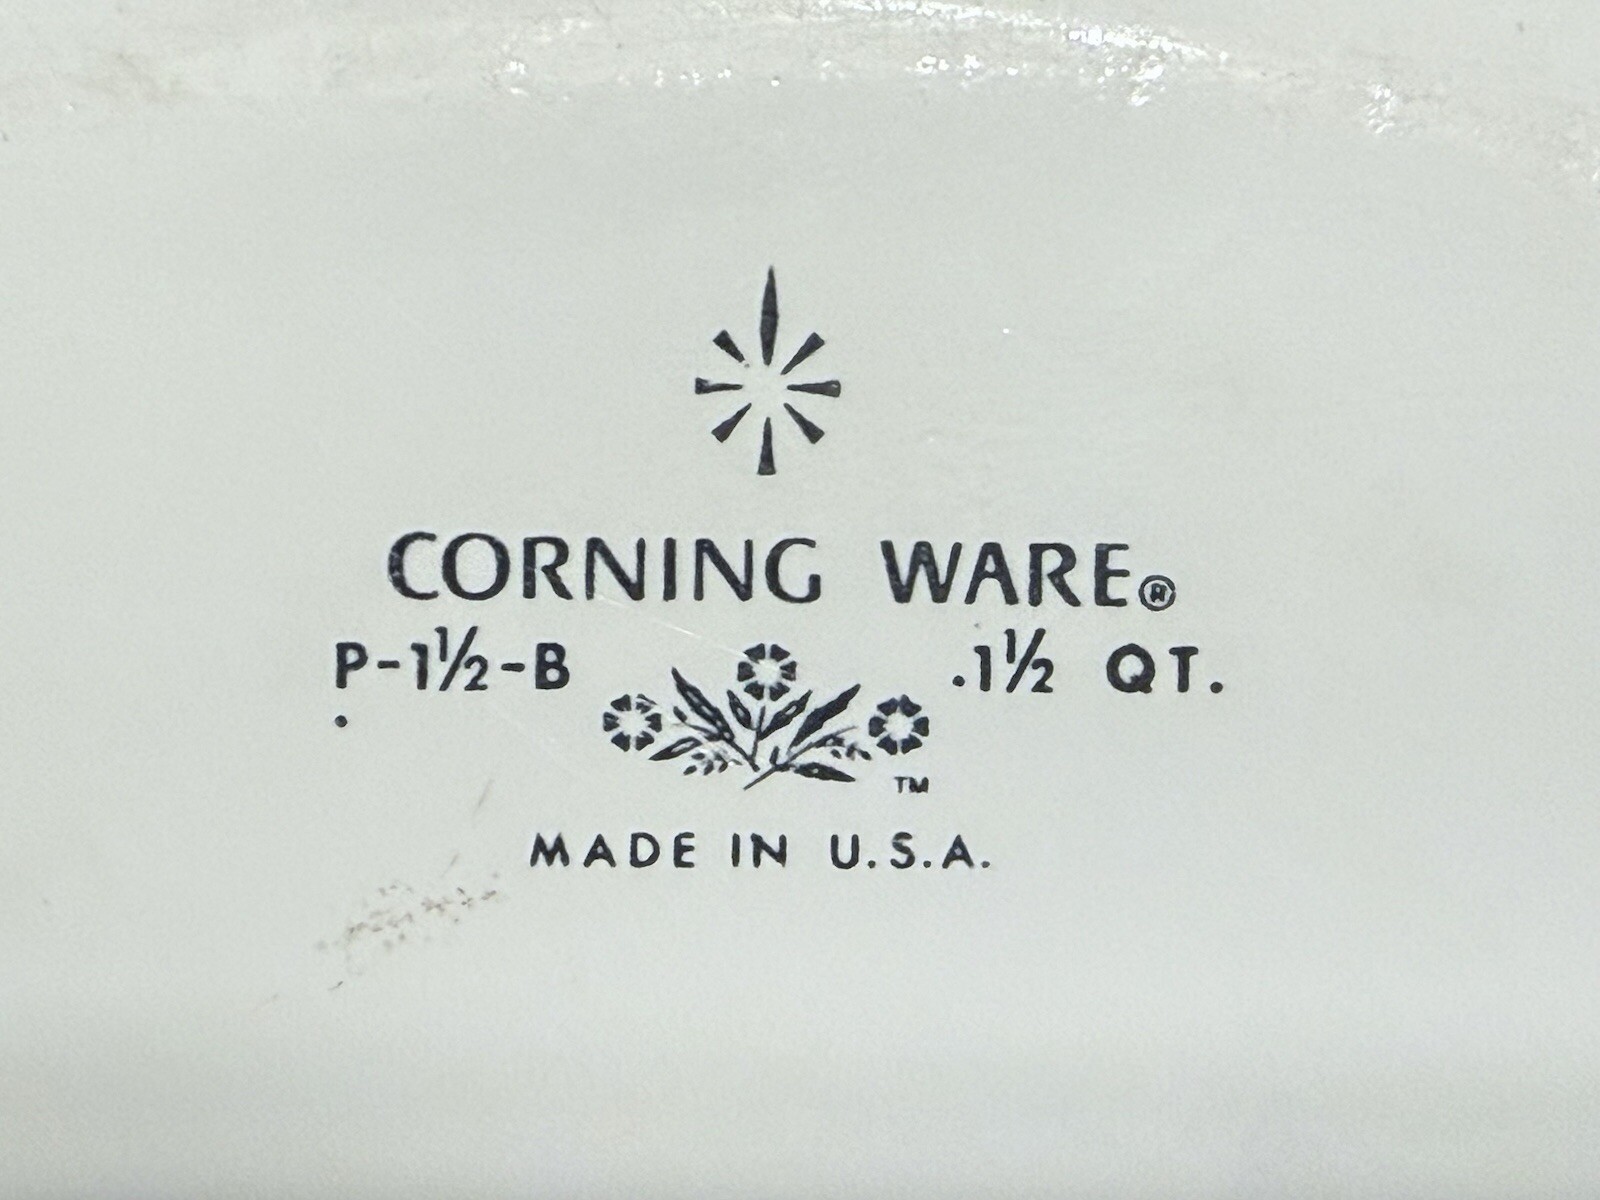 CORNING WARE®
P-1½-B .1½ QT.
TM
MADE IN U.S.A.